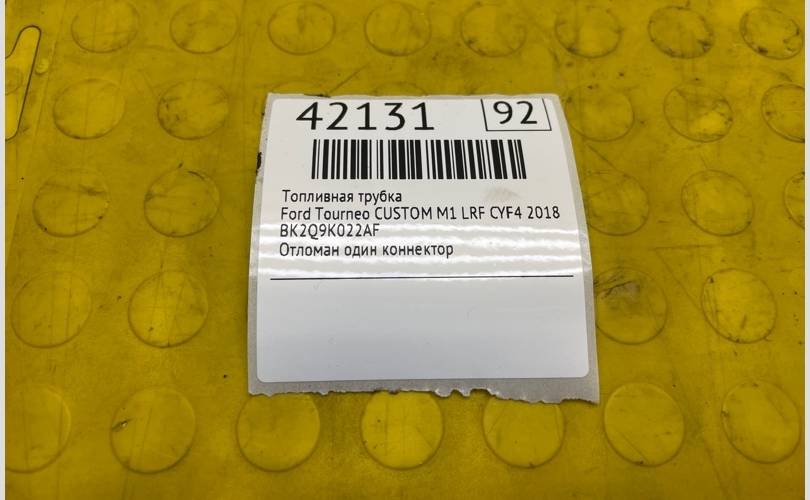 42131 92
Топливная трубка
Ford Tourneo CUSTOM M1 LRF CYF4 2018
BK2Q9K022AF
Отломан один коннектор